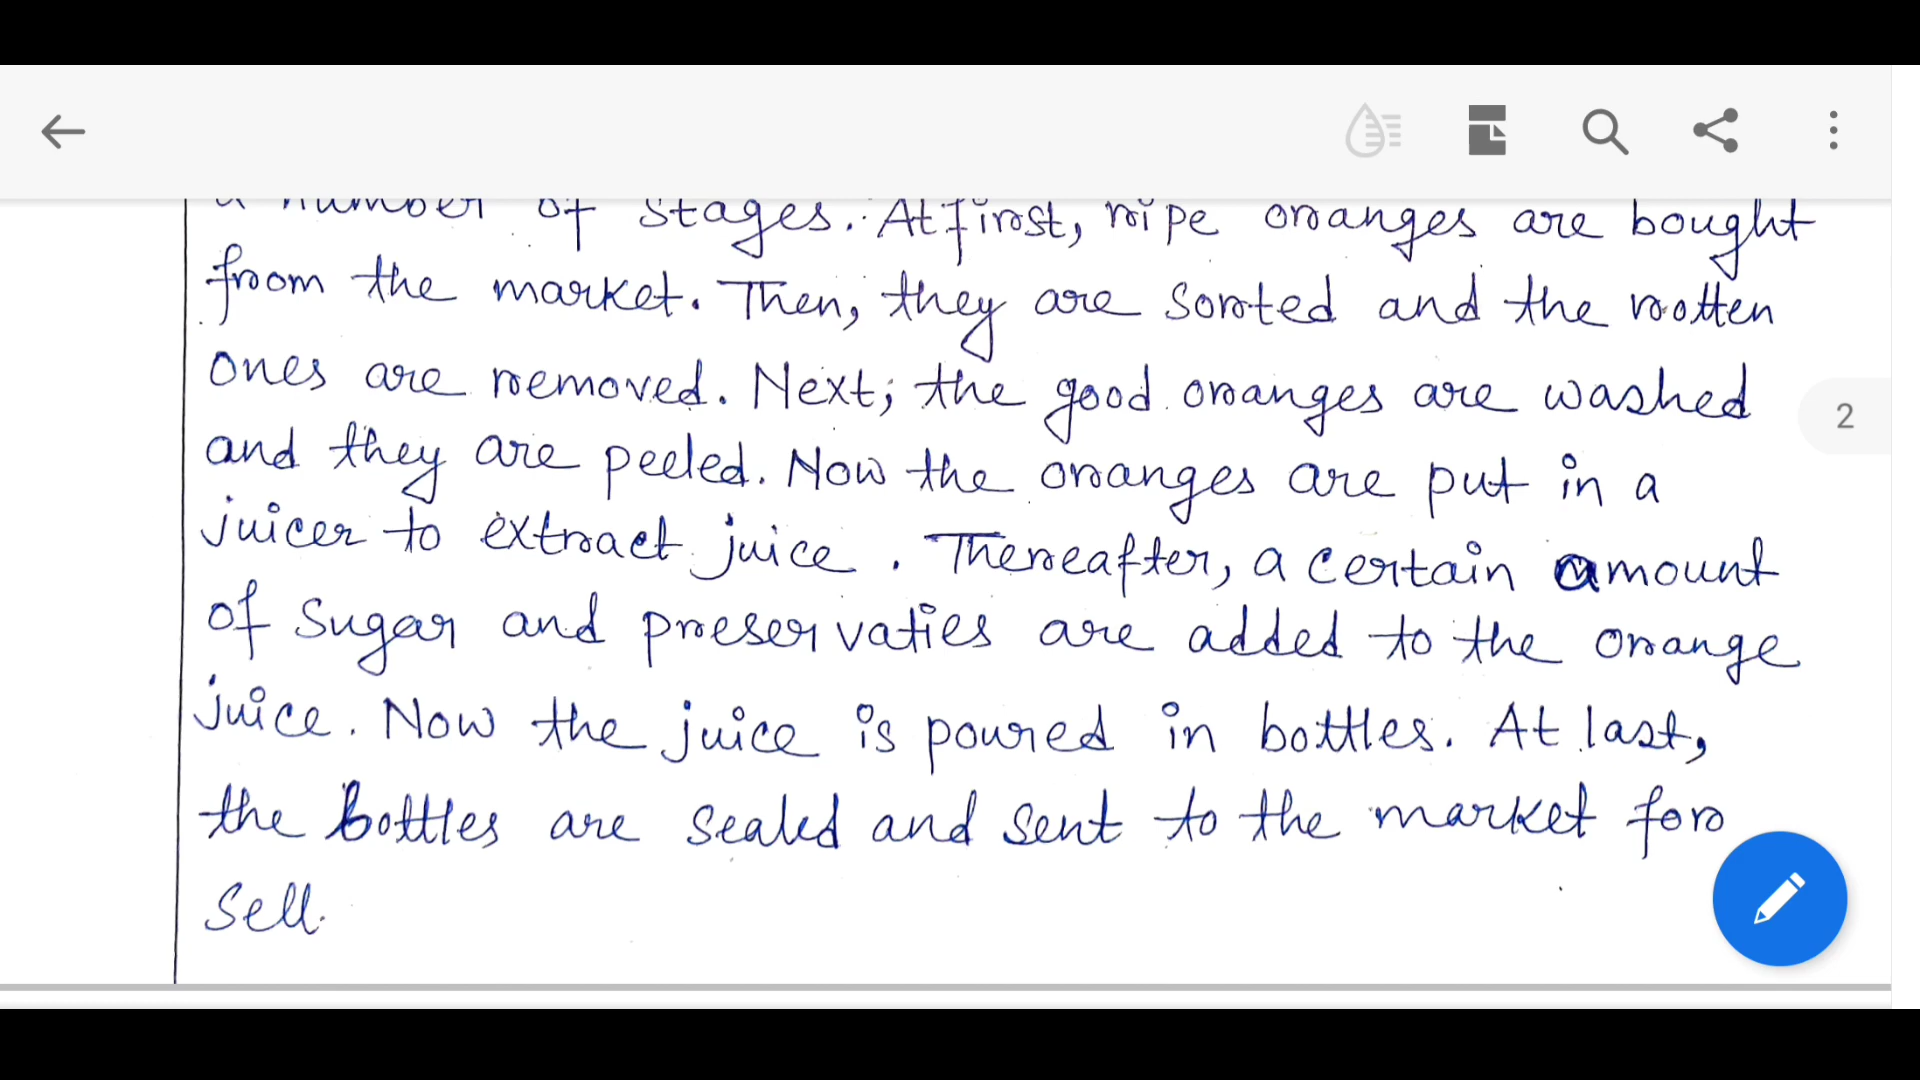 a number of stages. At first, ripe oranges are bought
from the market. Then, they are sorted and the rotten
ones are removed. Next, the good oranges are washed
2
and they are peeled. Now the oranges are put in a
juicer to extract juice. Thereafter, a certain amount
of sugar and preservaties are added to the orange
juice. Now the juice is poured in bottles. At last,
the bottles are sealed and sent to the market for
sell.